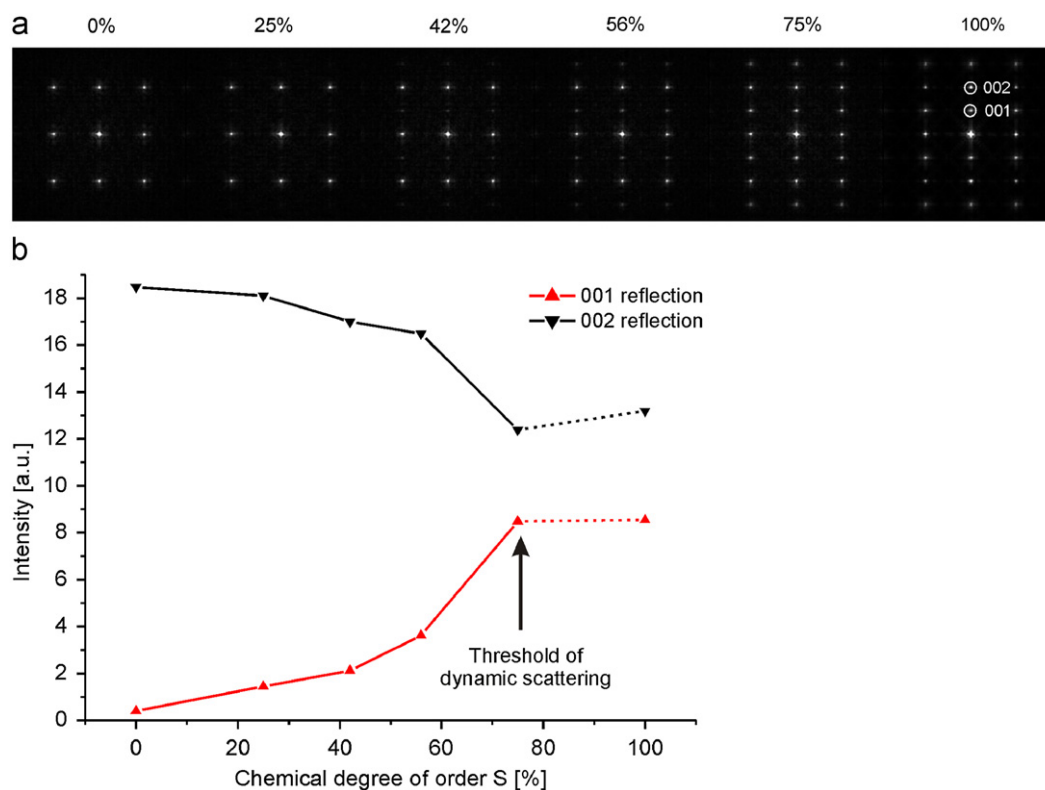 a
0% 25% 42% 56% 75% 100%
002
001
b
18
16
14
12
10
8
6
4
2
0
Intensity [a.u.]
001 reflection
002 reflection
Threshold of
dynamic scattering
0 20 40 60 80 100
Chemical degree of order S [%]